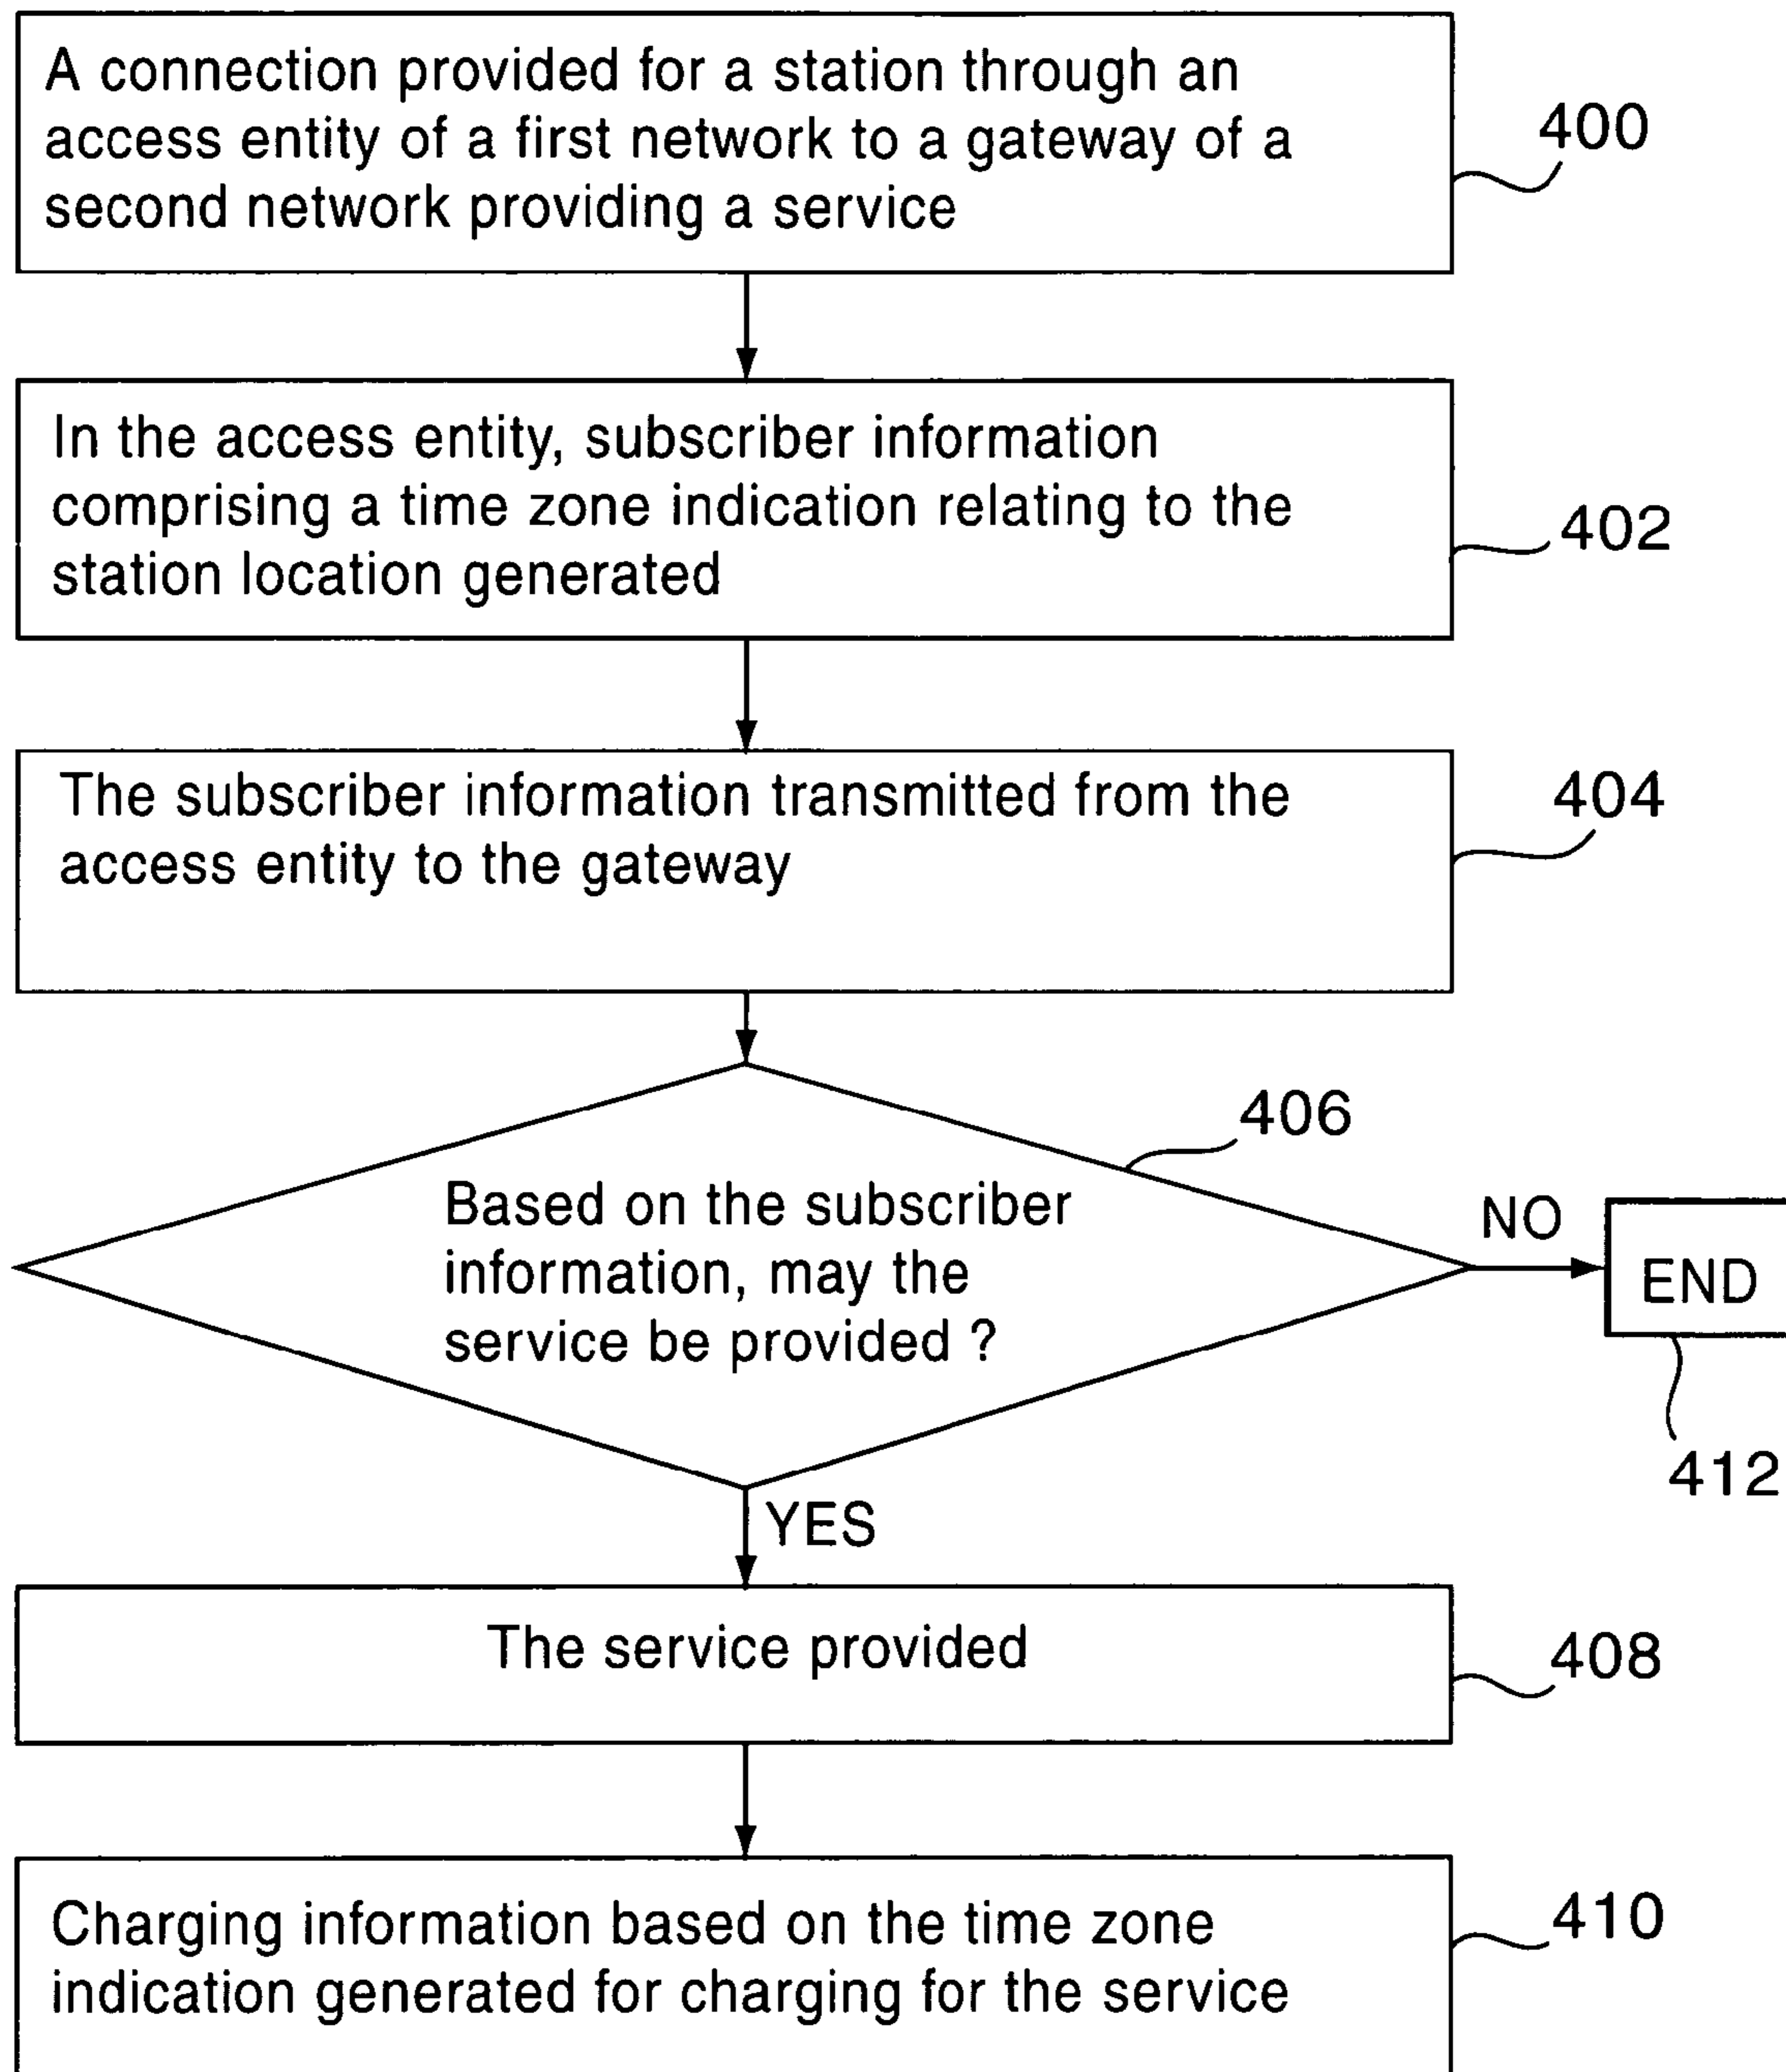 A connection provided for a station through an
access entity of a first network to a gateway of a
second network providing a service
400
In the access entity, subscriber information
comprising a time zone indication relating to the
station location generated
402
The subscriber information transmitted from the
access entity to the gateway
404
406
Based on the subscriber
information, may the
service be provided ?
NO
END
412
YES
The service provided
408
Charging information based on the time zone
indication generated for charging for the service
410